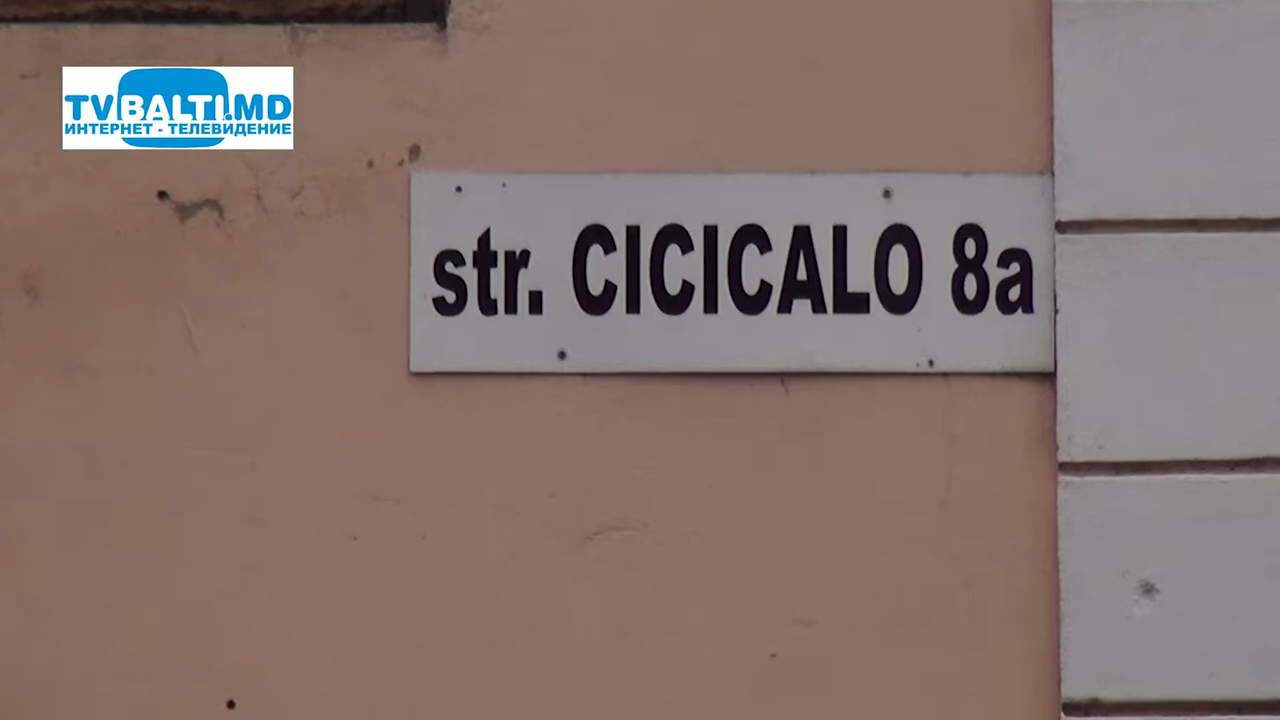 TVBALTI.MD
ИНТЕРНЕТ - ТЕЛЕВИДЕНИЕ
str. CICICALO 8a